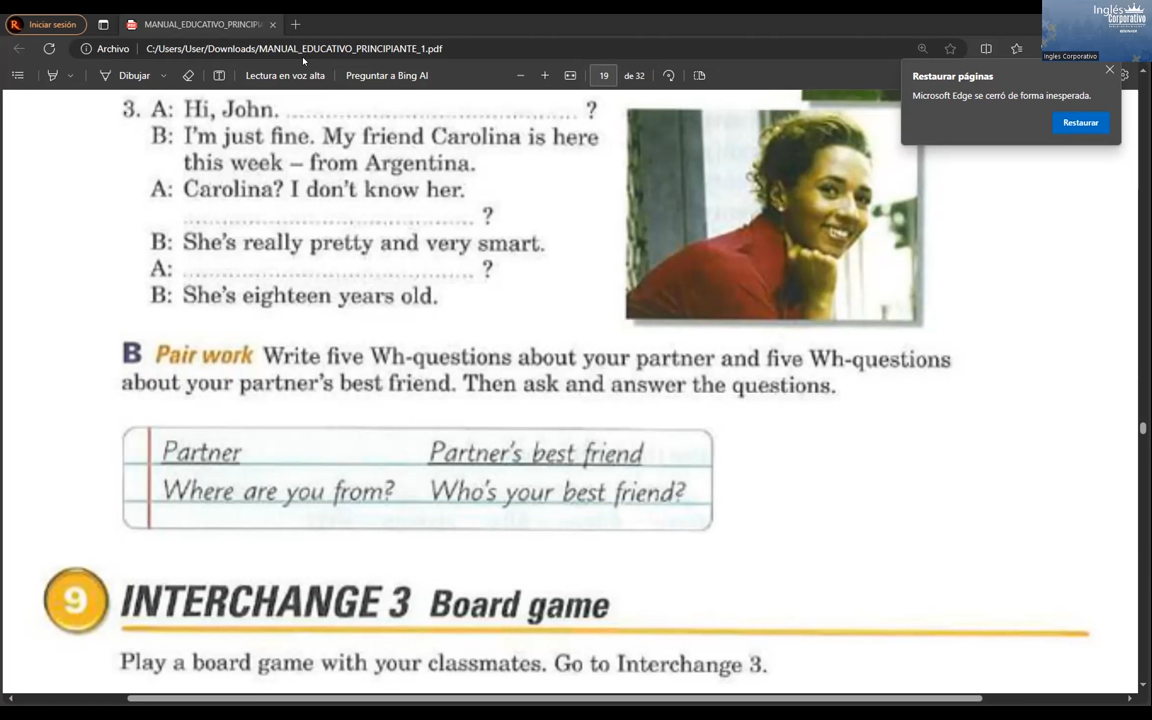 Iniciar sesión
MANUAL_EDUCATIVO_PRINCIPI
Inglés
Corporativo
BEGINNER
Ingles Corporativo
Archivo
C:/Users/User/Downloads/MANUAL_EDUCATIVO_PRINCIPIANTE_1.pdf
Dibujar
Lectura en voz alta
Preguntar a Bing AI
19 de 32
Restaurar páginas
Microsoft Edge se cerró de forma inesperada.
Restaurar
3. A: Hi, John. ........................................ ?
B: I'm just fine. My friend Carolina is here
this week – from Argentina.
A: Carolina? I don't know her.
........................................ ?
B: She's really pretty and very smart.
A: ........................................ ?
B: She's eighteen years old.
B Pair work Write five Wh-questions about your partner and five Wh-questions
about your partner's best friend. Then ask and answer the questions.
Partner Partner's best friend
Where are you from? Who's your best friend?
9 INTERCHANGE 3 Board game
Play a board game with your classmates. Go to Interchange 3.